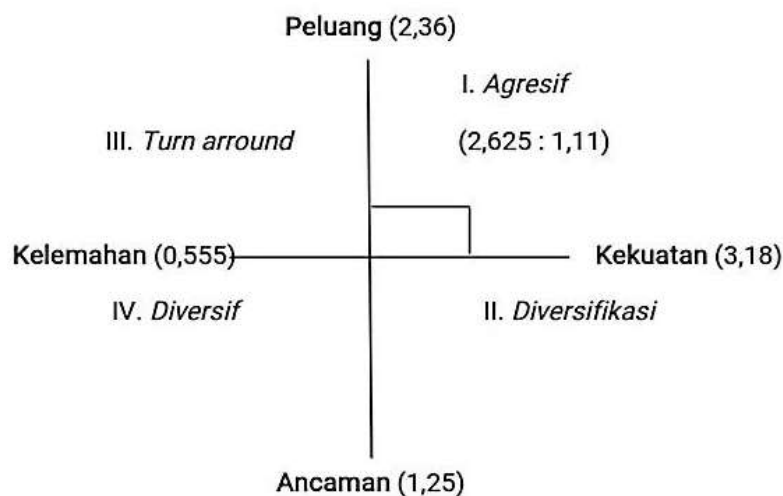 Peluang (2,36)
I. Agresif
III. Turn arround
(2,625 : 1,11)
Kelemahan (0,555)
Kekuatan (3,18)
IV. Diversif
II. Diversifikasi
Ancaman (1,25)